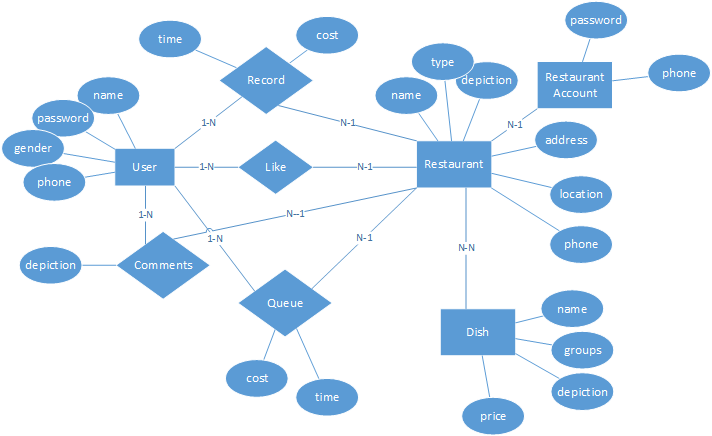 password
cost
time
type
Record
depiction
Restaurant
Account
phone
name
name
password
1-N
N-1
N-1
address
gender
User
1-N
Like
N-1
Restaurant
phone
location
1-N
N--1
1-N
N-1
phone
N-N
depiction
Comments
Queue
name
Dish
groups
cost
time
depiction
price